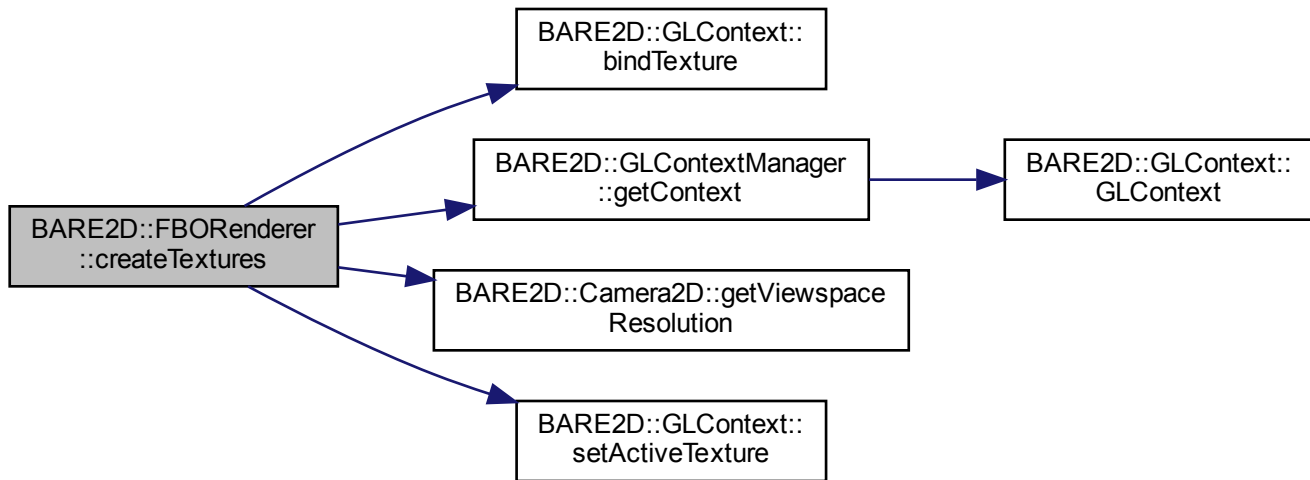 BARE2D::GLContext::
bindTexture
BARE2D::GLContextManager
::getContext
BARE2D::GLContext::
GLContext
BARE2D::FBORenderer
::createTextures
BARE2D::Camera2D::getViewspace
Resolution
BARE2D::GLContext::
setActiveTexture